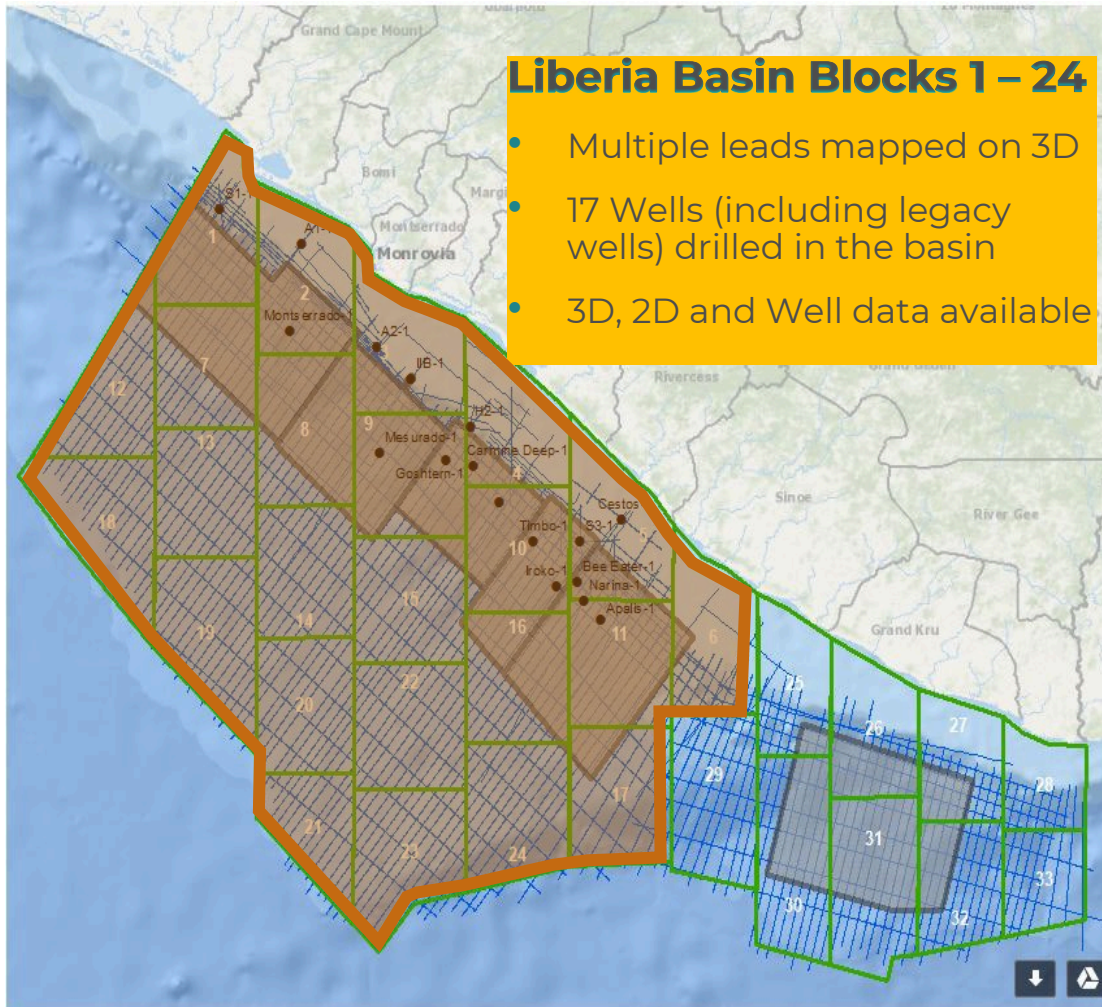 Grand Cape Mount
Liberia Basin Blocks 1 – 24
• Multiple leads mapped on 3D
• 17 Wells (including legacy
wells) drilled in the basin
• 3D, 2D and Well data available
Bomi
Montserrado
Monrovia
S1-1
1
2
Montserrado-1
A2-1
IIB-1
Rivercess
12
7
13
8
9
H2-1
Mesurado-1
Carmine Deep-1
Goshtern-1
4
Sinoe
River Gee
18
Cestos
5
Timbo-1
S3-1
10
Iroko-1
Bee Eater-1
Narina-1
Apalis-1
15
14
19
16
11
6
Grand Kru
22
20
25
26
27
28
29
17
21
23
24
31
30
32
33